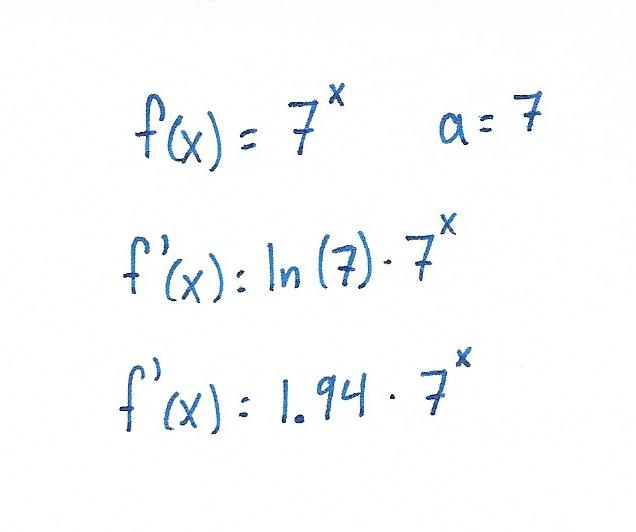 f(x) = 7^x a = 7
f'(x) = ln(7) · 7^x
f'(x) = 1.94 · 7^x